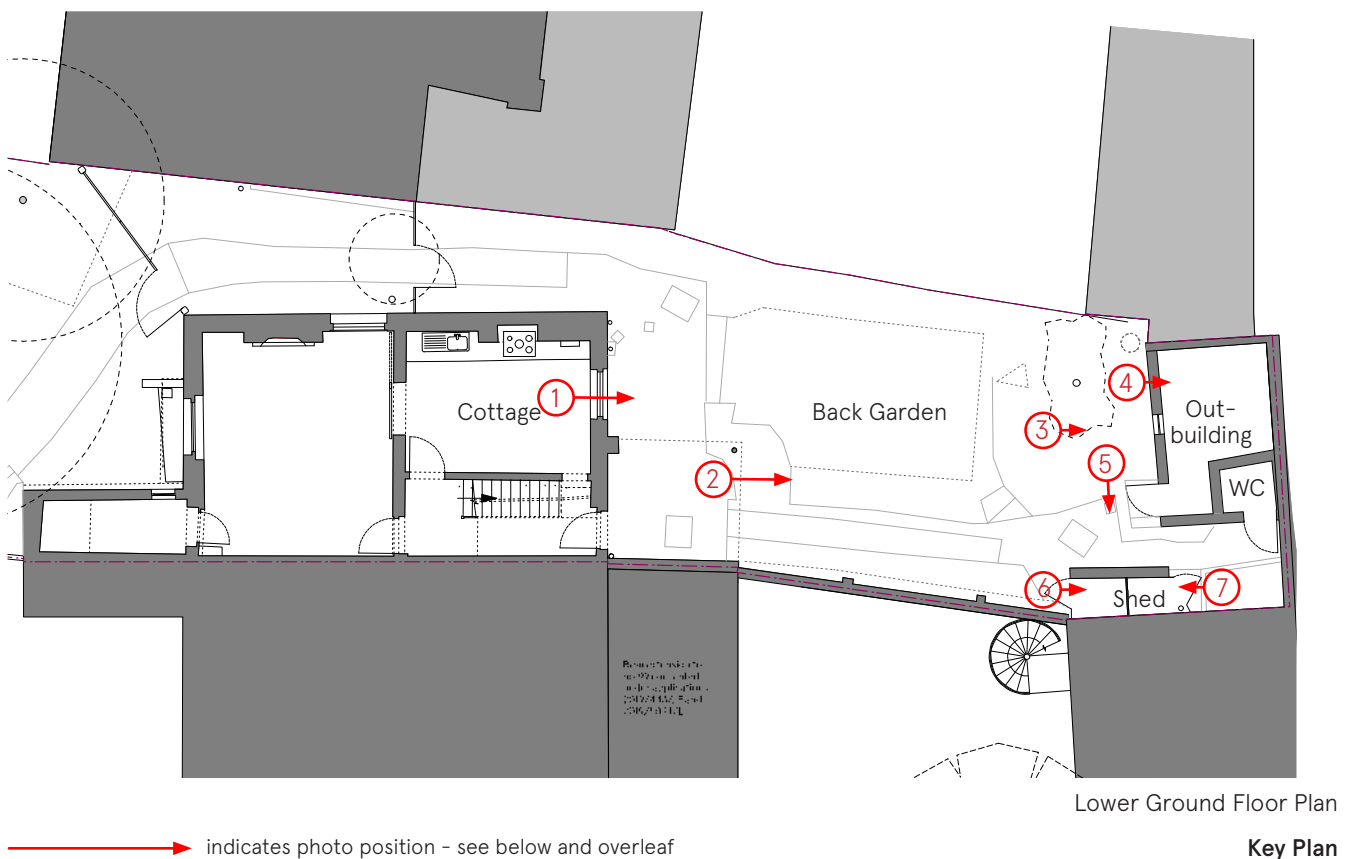 Cottage
Back Garden
Out-
building
WC
Shed
1
2
3
4
5
6
7
Lower Ground Floor Plan
indicates photo position - see below and overleaf
Key Plan